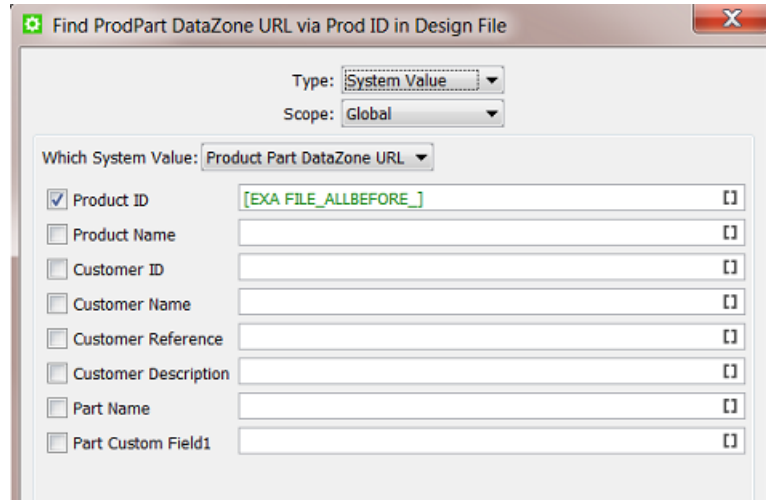 Find ProdPart DataZone URL via Prod ID in Design File
Type: System Value
Scope: Global
Which System Value: Product Part DataZone URL
Product ID [EXA FILE_ALLBEFORE_] []
Product Name []
Customer ID []
Customer Name []
Customer Reference []
Customer Description []
Part Name []
Part Custom Field1 []